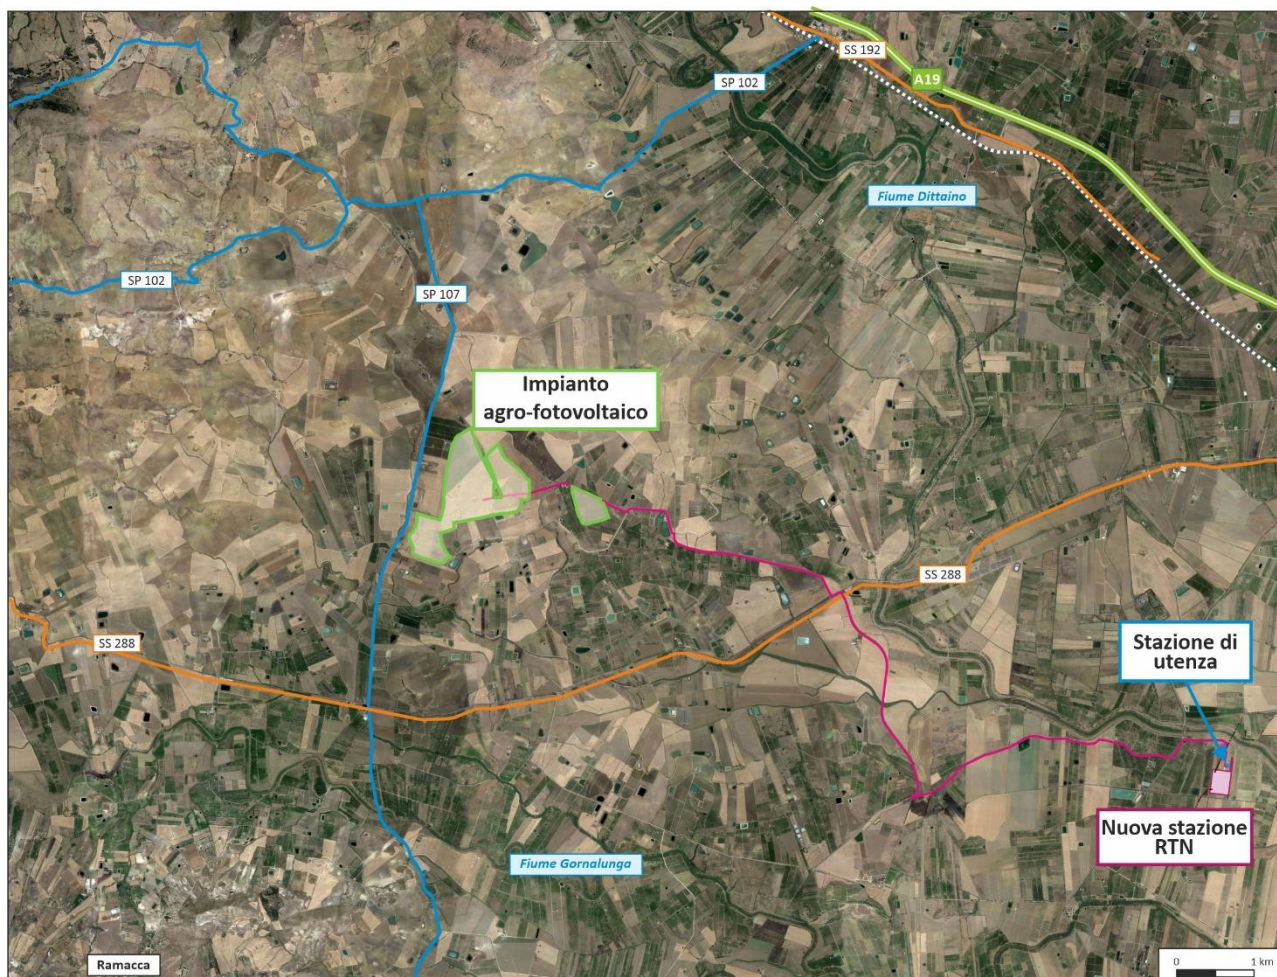 SS 192
A19
SP 102
Fiume Dittaino
SP 102
SP 107
Impianto
agro-fotovoltaico
SS 288
SS 288
Stazione di
utenza
Nuova stazione
RTN
Fiume Gornalunga
Ramacca
0 1 km